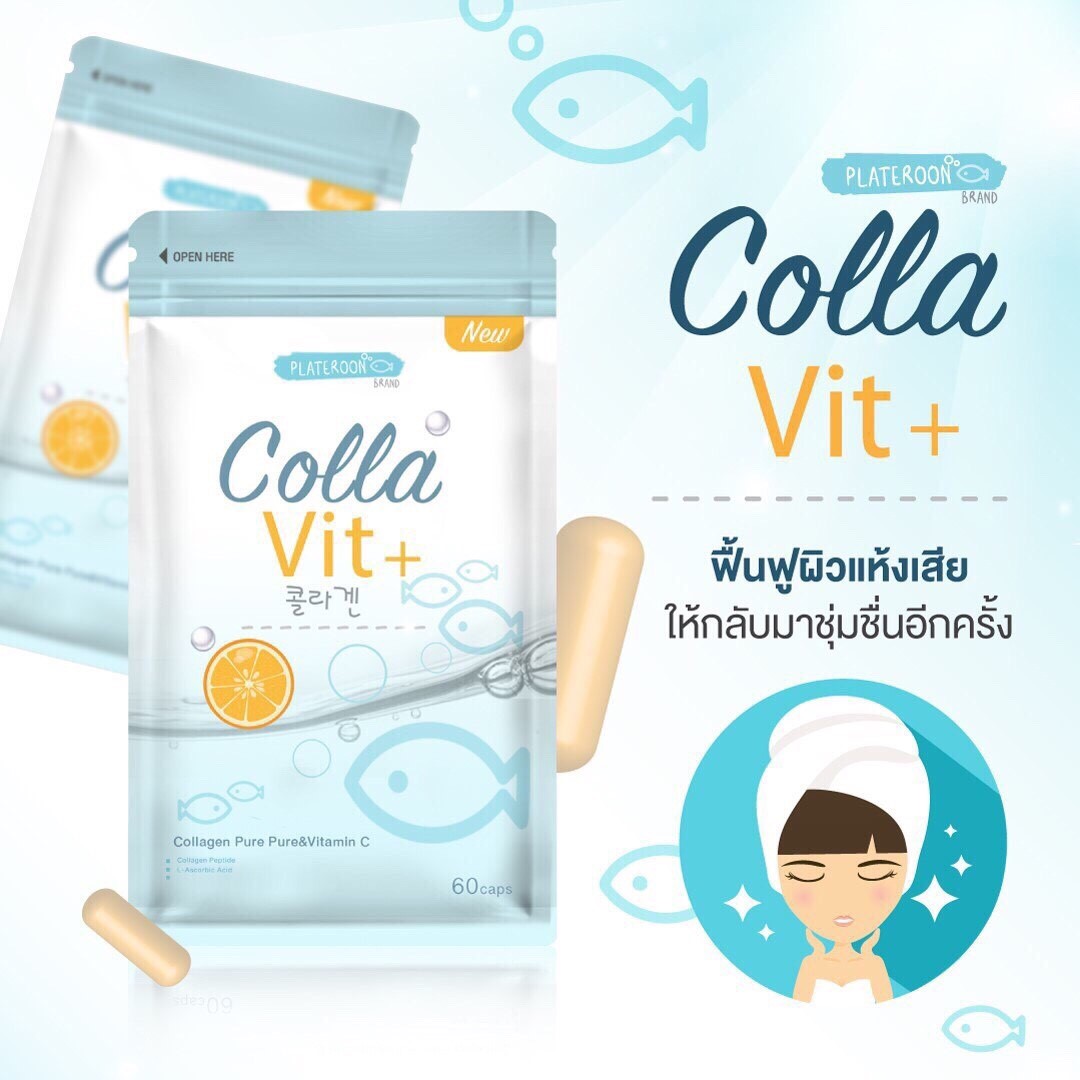 OPEN HERE
New
PLATEROON
BRAND
Colla
Vit +
콜라겐
Collagen Pure Pure&Vitamin C
Collagen Peptide
L-Ascorbic Acid
60caps
PLATEROON
BRAND
Colla
Vit +
ฟื้นฟูผิวแห้งเสีย
ให้กลับมาชุ่มชื่นอีกครั้ง